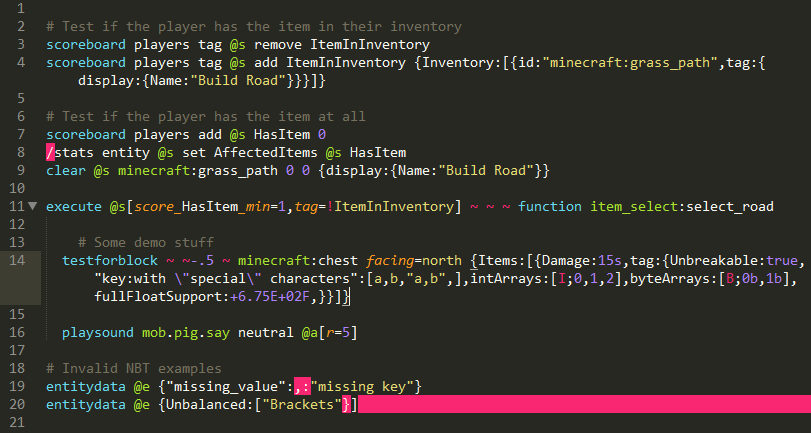 1
2 # Test if the player has the item in their inventory
3 scoreboard players tag @s remove ItemInInventory
4 scoreboard players tag @s add ItemInInventory {Inventory:[{id:"minecraft:grass_path",tag:{
display:{Name:"Build Road"}}}]}
5
6 # Test if the player has the item at all
7 scoreboard players add @s HasItem 0
8 /stats entity @s set AffectedItems @s HasItem
9 clear @s minecraft:grass_path 0 0 {display:{Name:"Build Road"}}
10
11 execute @s[score_HasItem_min=1,tag=!ItemInInventory] ~ ~ ~ function item_select:select_road
12
13 # Some demo stuff
14 testforblock ~ ~-.5 ~ minecraft:chest facing=north {Items:[{Damage:15s,tag:{Unbreakable:true,
"key:with \"special\" characters":[a,b,"a,b",],intArrays:[I;0,1,2],byteArrays:[B;0b,1b],
fullFloatSupport:+6.75E+02F,}}]}
15
16 playsound mob.pig.say neutral @a[r=5]
17
18 # Invalid NBT examples
19 entitydata @e {"missing_value":,:"missing key"}
20 entitydata @e {Unbalanced:["Brackets"}]
21